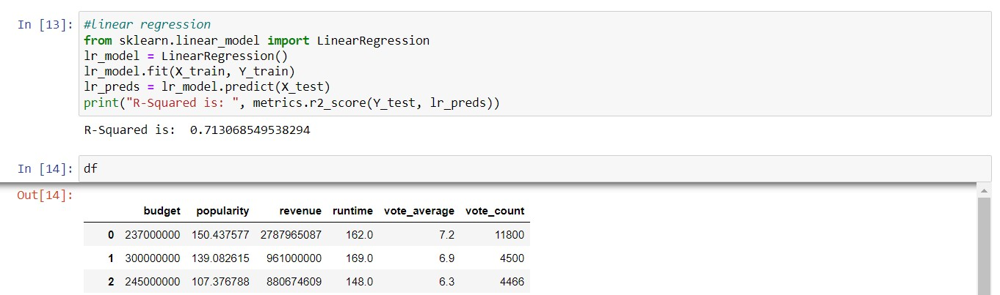 In [13]: #linear regression
from sklearn.linear_model import LinearRegression
lr_model = LinearRegression()
lr_model.fit(X_train, Y_train)
lr_preds = lr_model.predict(X_test)
print("R-Squared is: ", metrics.r2_score(Y_test, lr_preds))
R-Squared is:  0.713068549538294
In [14]: df
Out[14]:
budget popularity revenue runtime vote_average vote_count
0 237000000 150.437577 2787965087 162.0 7.2 11800
1 300000000 139.082615 961000000 169.0 6.9 4500
2 245000000 107.376788 880674609 148.0 6.3 4466